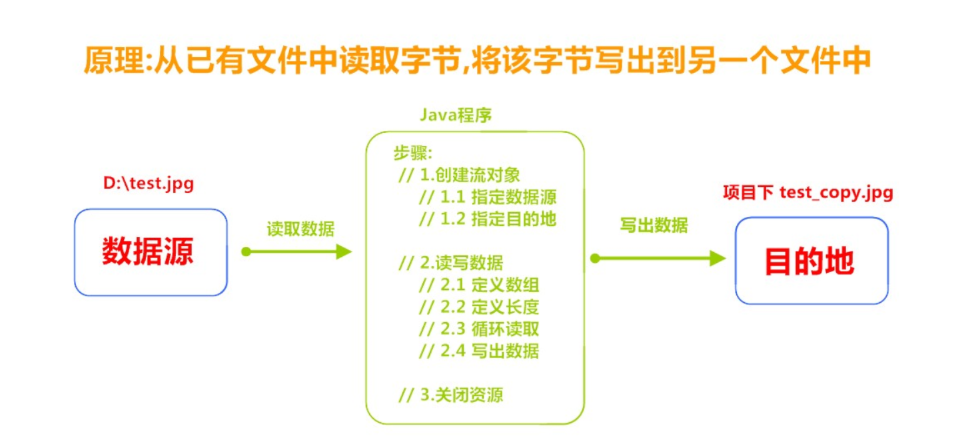 原理:从已有文件中读取字节,将该字节写出到另一个文件中
Java程序
D:\test.jpg
数据源
读取数据
步骤:
// 1.创建流对象
// 1.1 指定数据源
// 1.2 指定目的地
// 2.读写数据
// 2.1 定义数组
// 2.2 定义长度
// 2.3 循环读取
// 2.4 写出数据
// 3.关闭资源
写出数据
项目下 test_copy.jpg
目的地